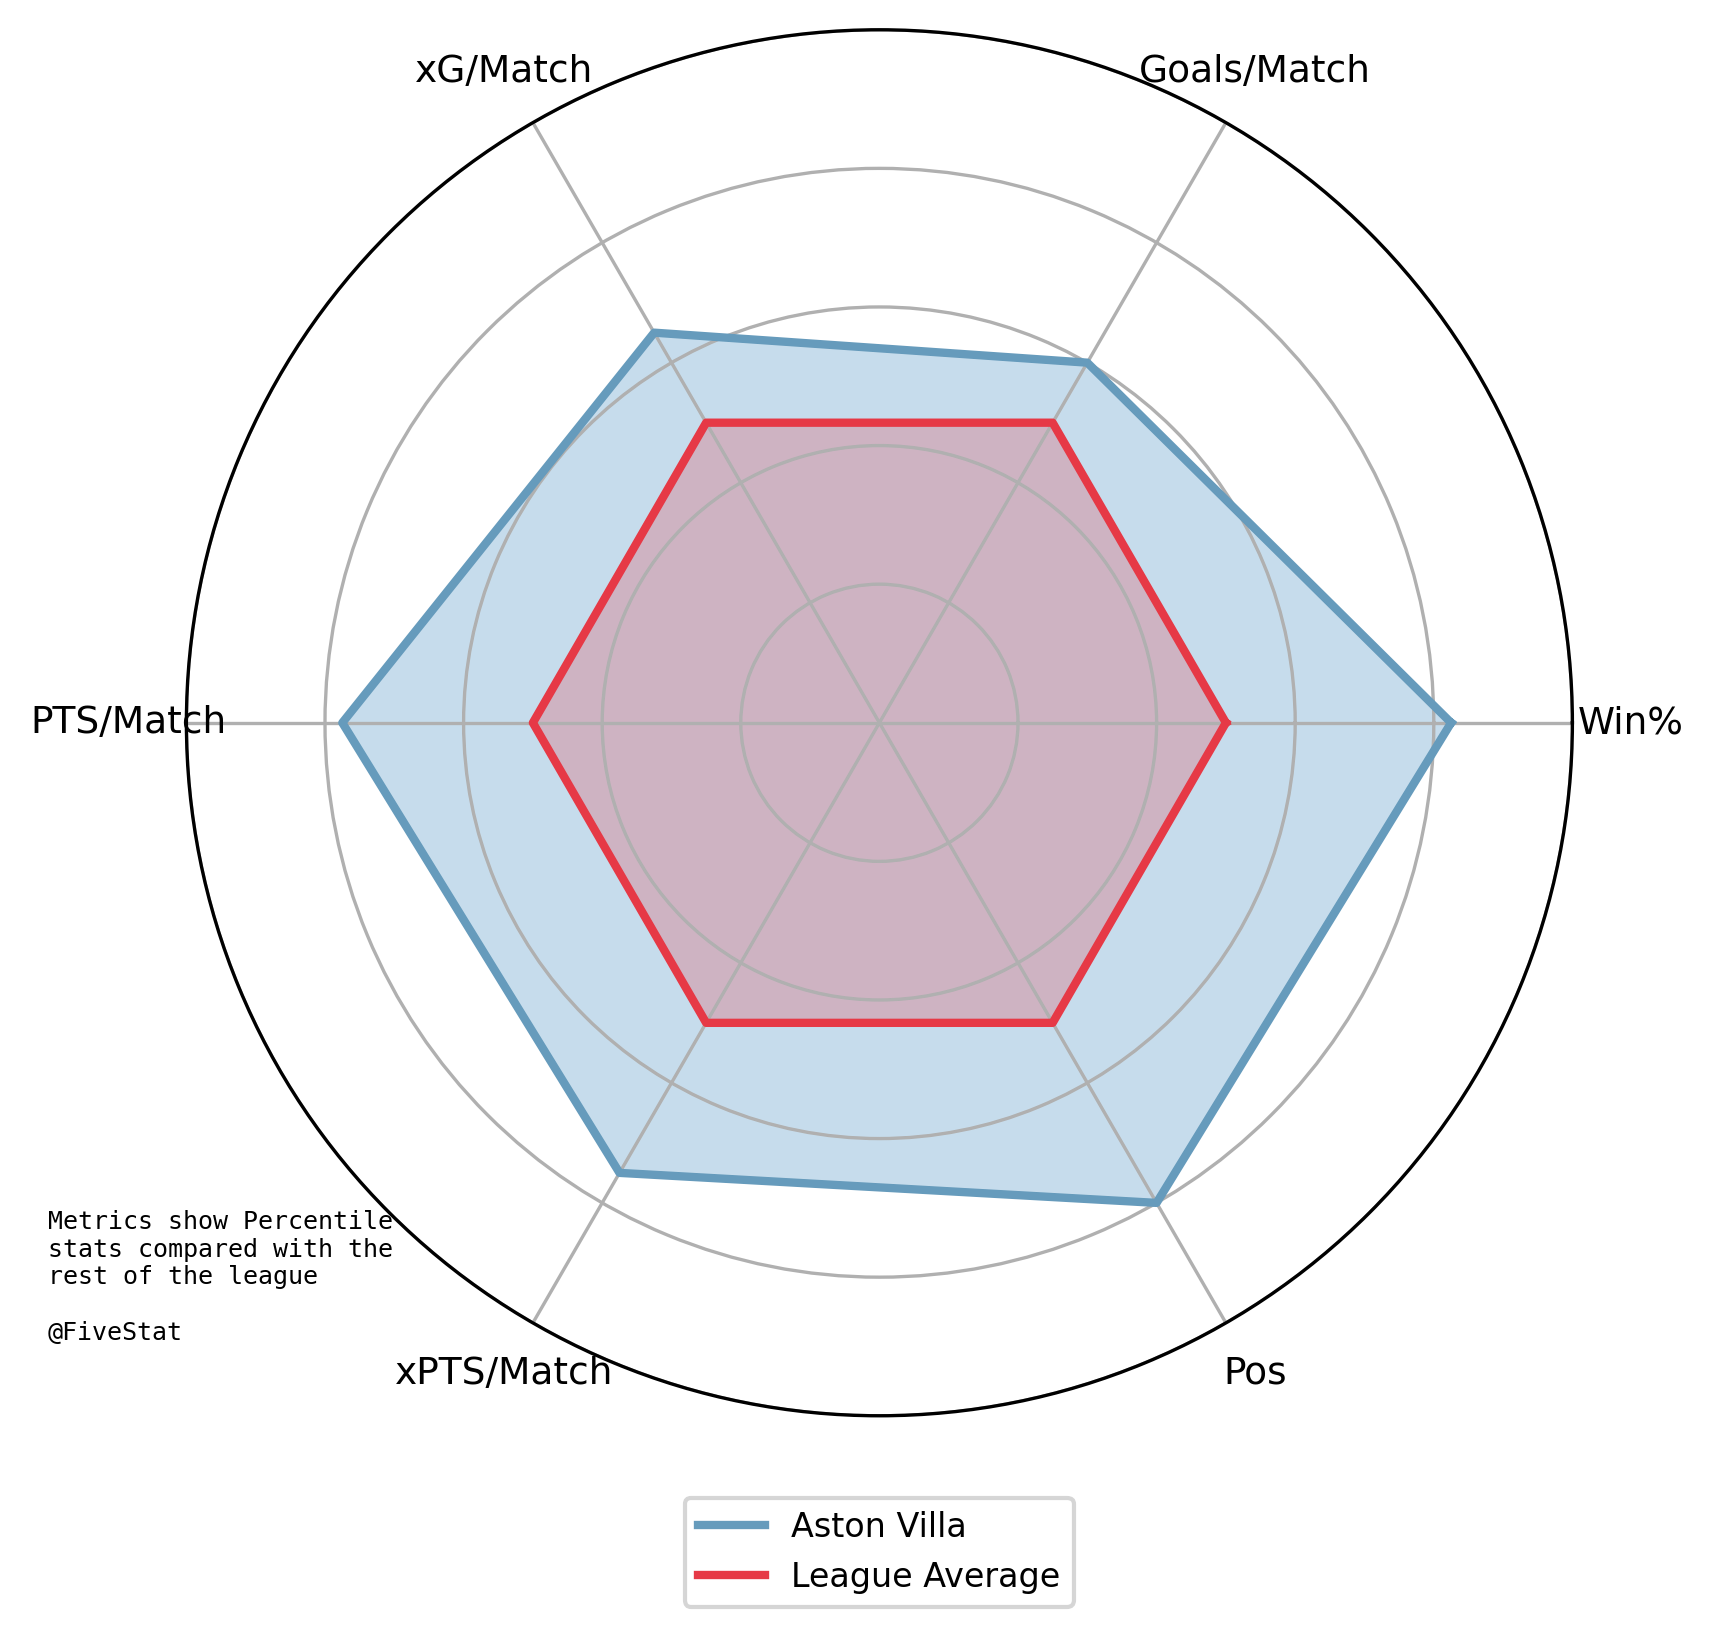 xG/Match
Goals/Match
PTS/Match
Win%
Metrics show Percentile
stats compared with the
rest of the league
@FiveStat
xPTS/Match
Pos
Aston Villa
League Average